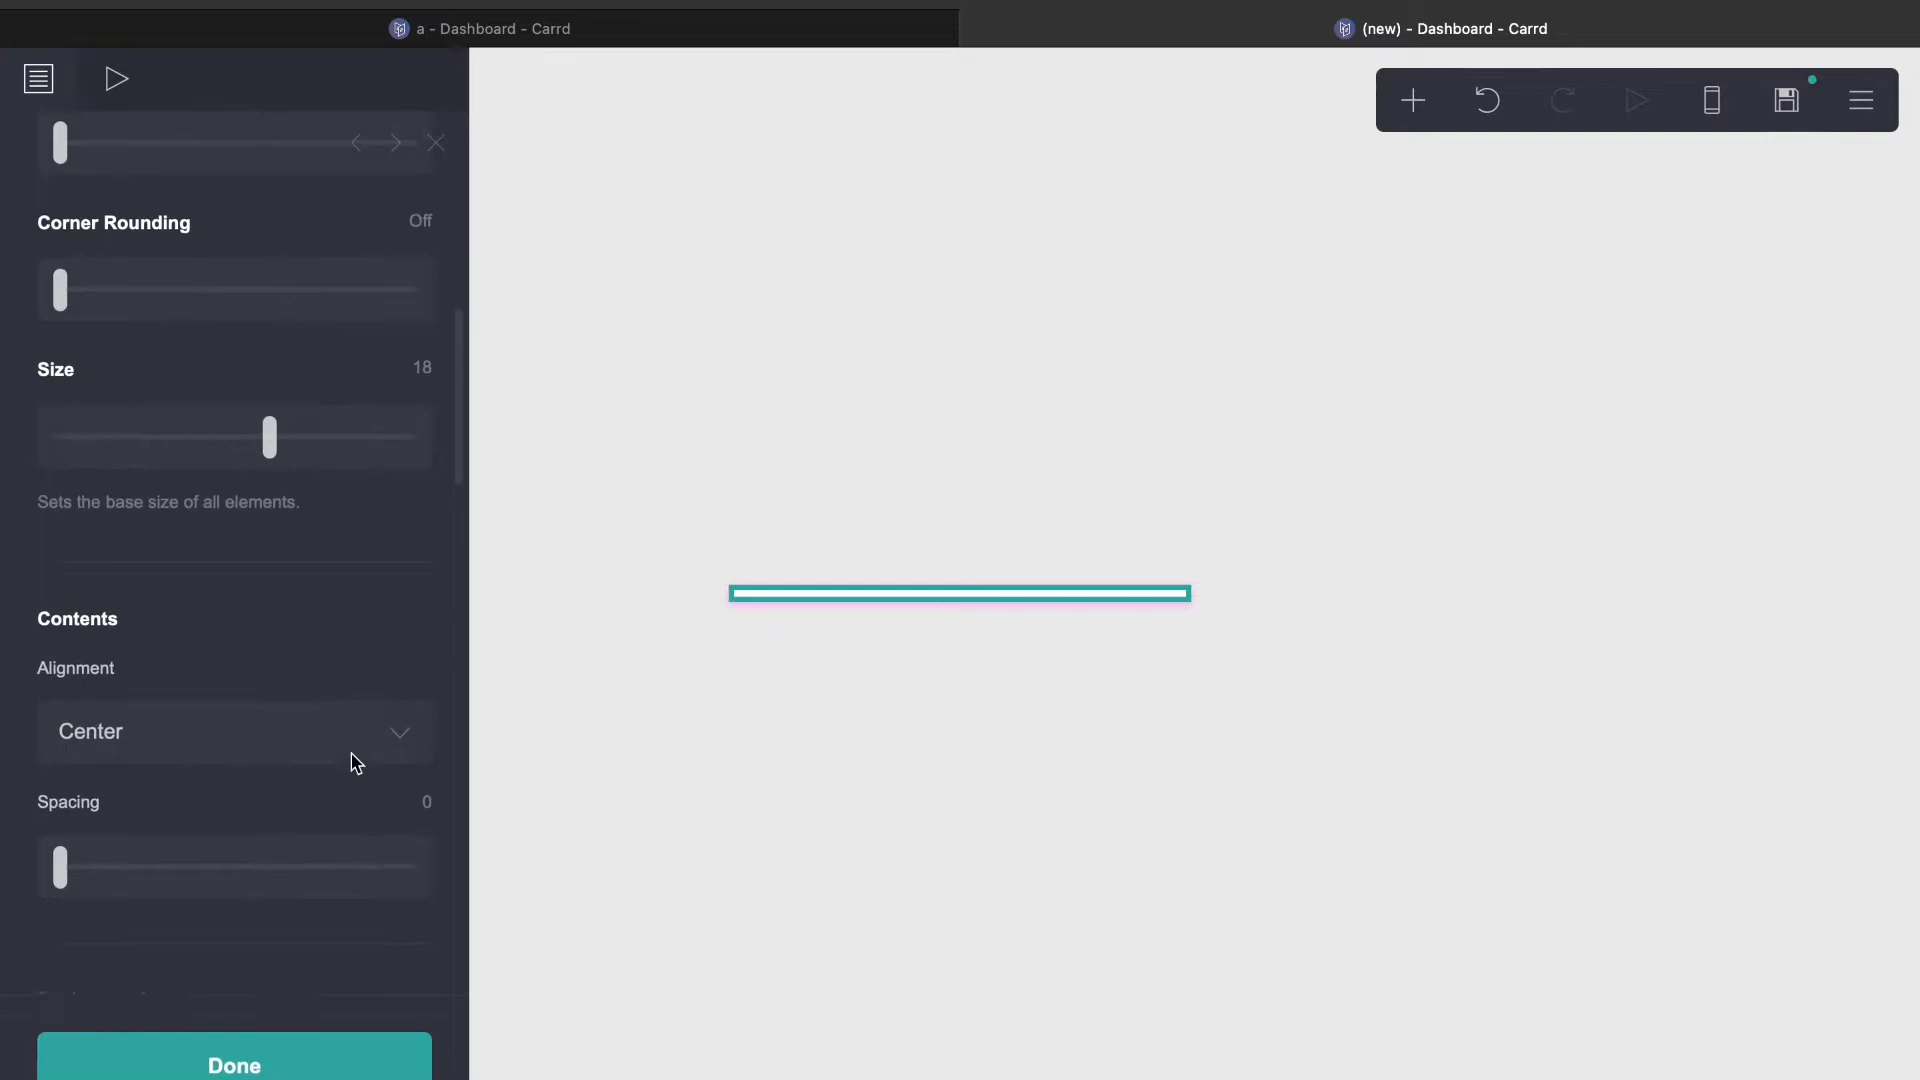 a - Dashboard - Carrd
(new) - Dashboard - Carrd
Corner Rounding
Off
Size
18
Sets the base size of all elements.
Contents
Alignment
Center
Spacing
0
Done